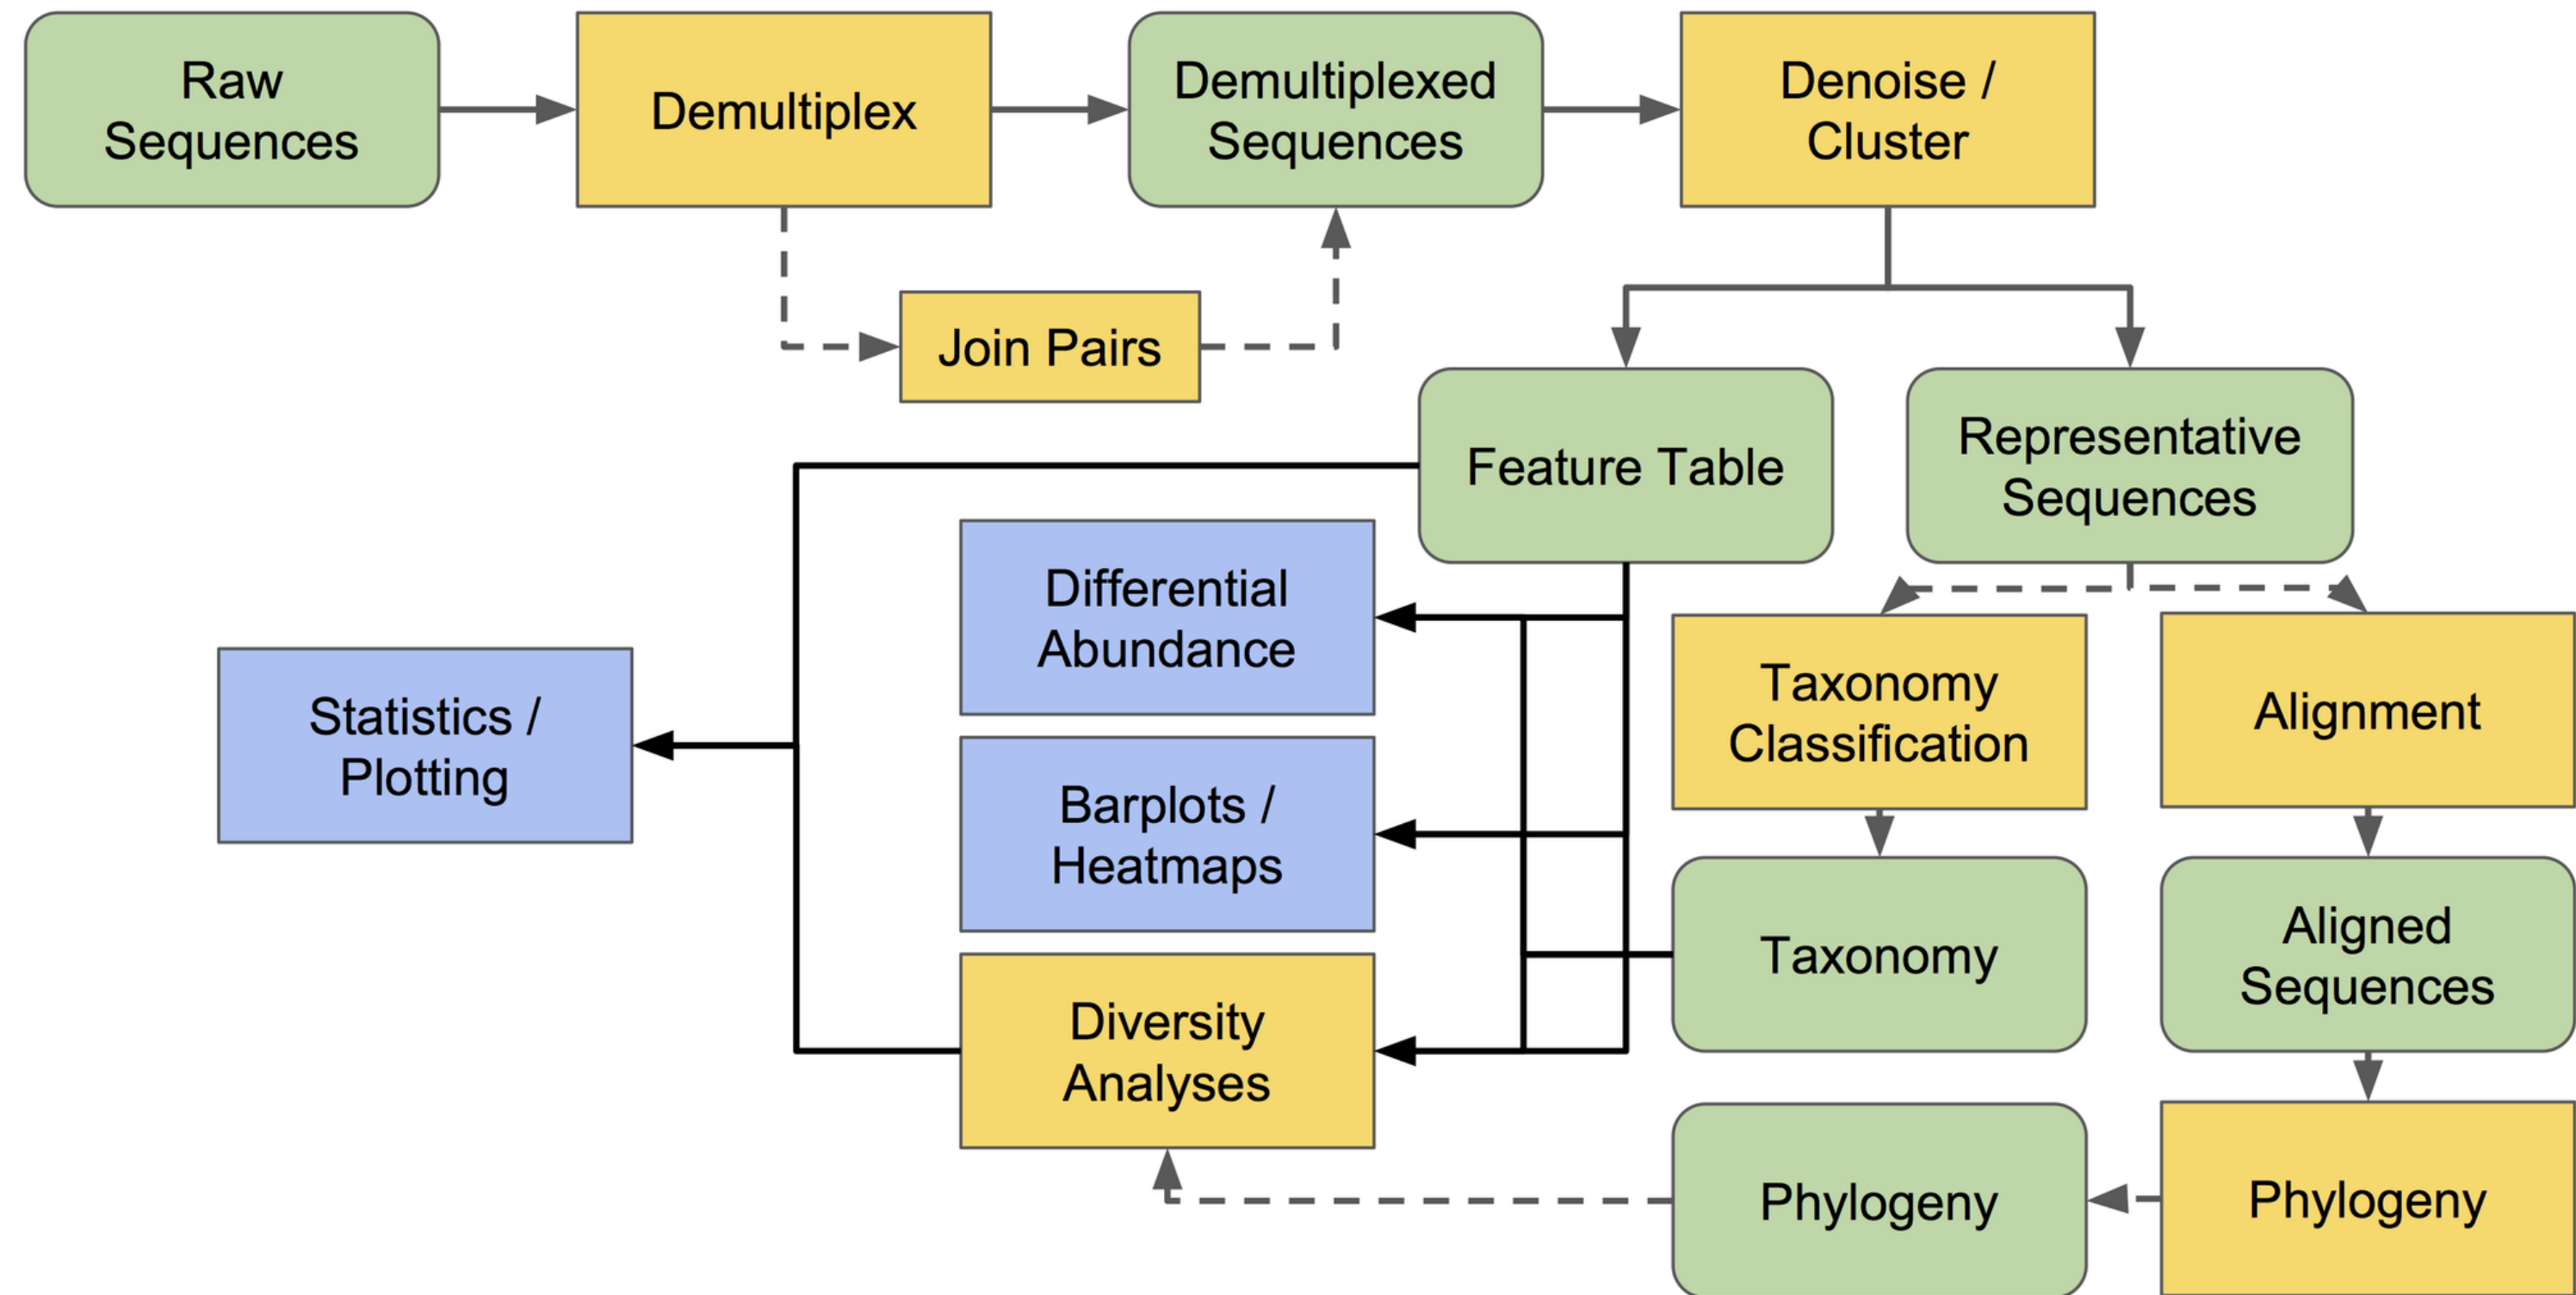 Raw
Sequences
Demultiplex
Demultiplexed
Sequences
Denoise /
Cluster
Join Pairs
Feature Table
Representative
Sequences
Differential
Abundance
Statistics /
Plotting
Barplots /
Heatmaps
Taxonomy
Classification
Alignment
Diversity
Analyses
Taxonomy
Aligned
Sequences
Phylogeny
Phylogeny